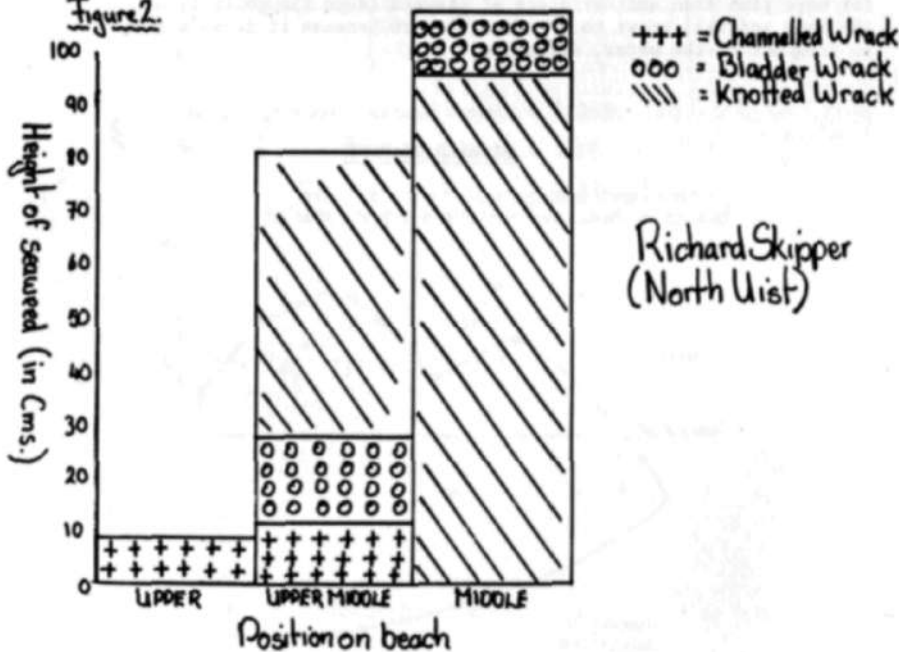 Figure 2.
+++ = Channelled Wrack
ooo = Bladder Wrack
\\\\ = Knotted Wrack
Richard Skipper
(North Uist)
Height of seaweed (in Cms.)
100
90
80
70
60
50
40
30
20
10
0
UPPER UPPER MIDDLE MIDDLE
Position on beach